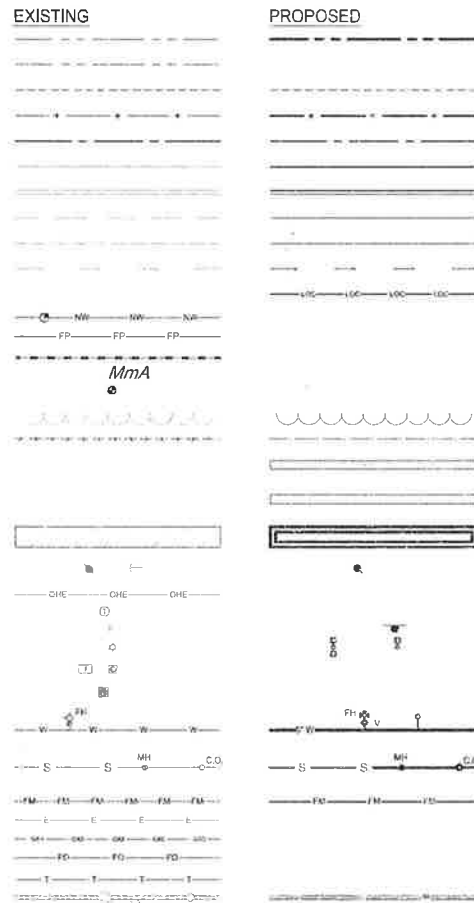 EXISTING PROPOSED
LOC LOC LOC LOC
NW NW NW
FP FP FP
MmA
OHE OHE OHE
T
T
FH FH
W W W W W V
S S MH C.O. S S MH C.O.
FM FM FM FM FM FM FM FM
E E E E
FO FO FO
T T T T